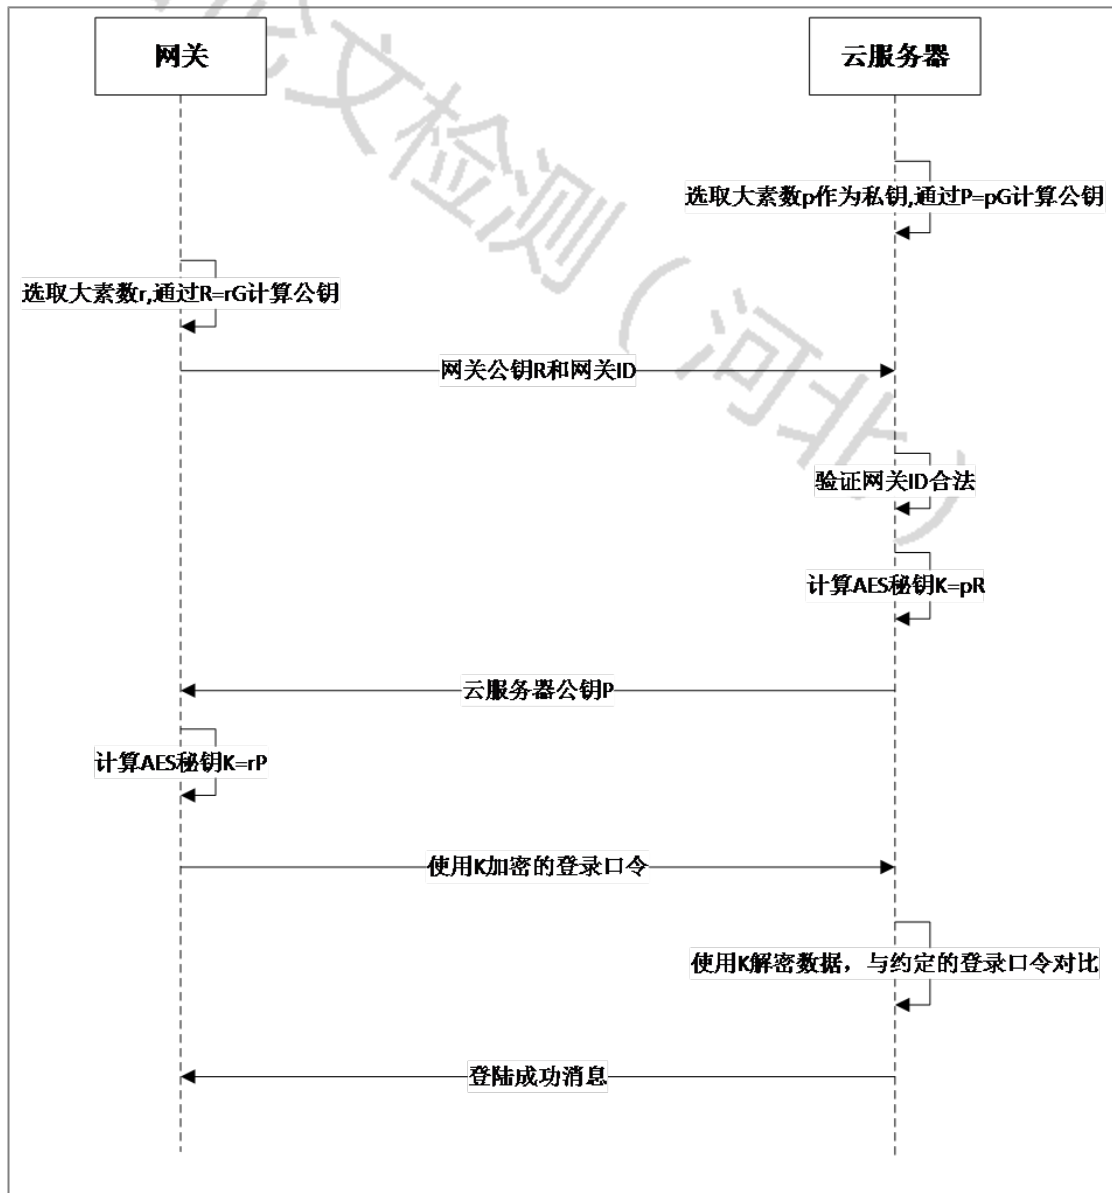 网关
云服务器
选取大素数p作为私钥,通过P=pG计算公钥
选取大素数r,通过R=rG计算公钥
网关公钥R和网关ID
验证网关ID合法
计算AES秘钥K=pR
云服务器公钥P
计算AES秘钥K=rP
使用K加密的登录口令
使用K解密数据，与约定的登录口令对比
登陆成功消息
论文检测（河北）